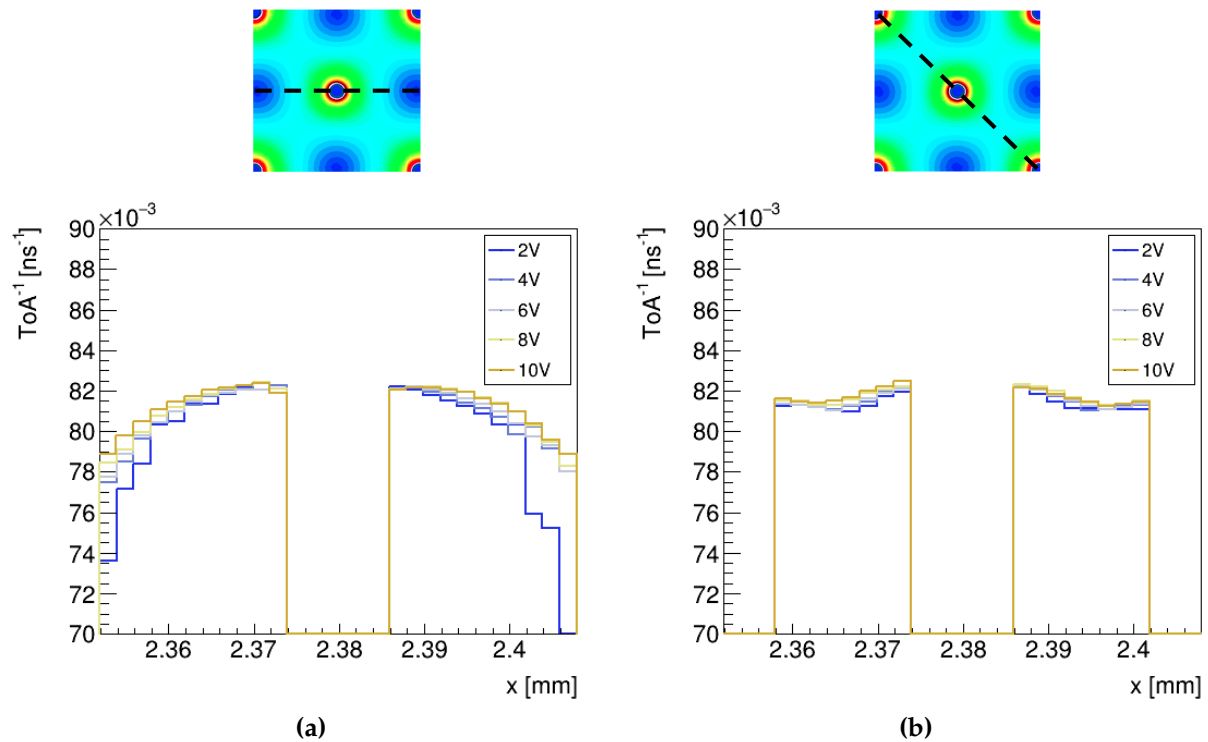 ×10⁻³
ToA⁻¹ [ns⁻¹]
90
88
86
84
82
80
78
76
74
72
70
2.36
2.37
2.38
2.39
2.4
x [mm]
2V
4V
6V
8V
10V
(a)
×10⁻³
ToA⁻¹ [ns⁻¹]
90
88
86
84
82
80
78
76
74
72
70
2.36
2.37
2.38
2.39
2.4
x [mm]
2V
4V
6V
8V
10V
(b)